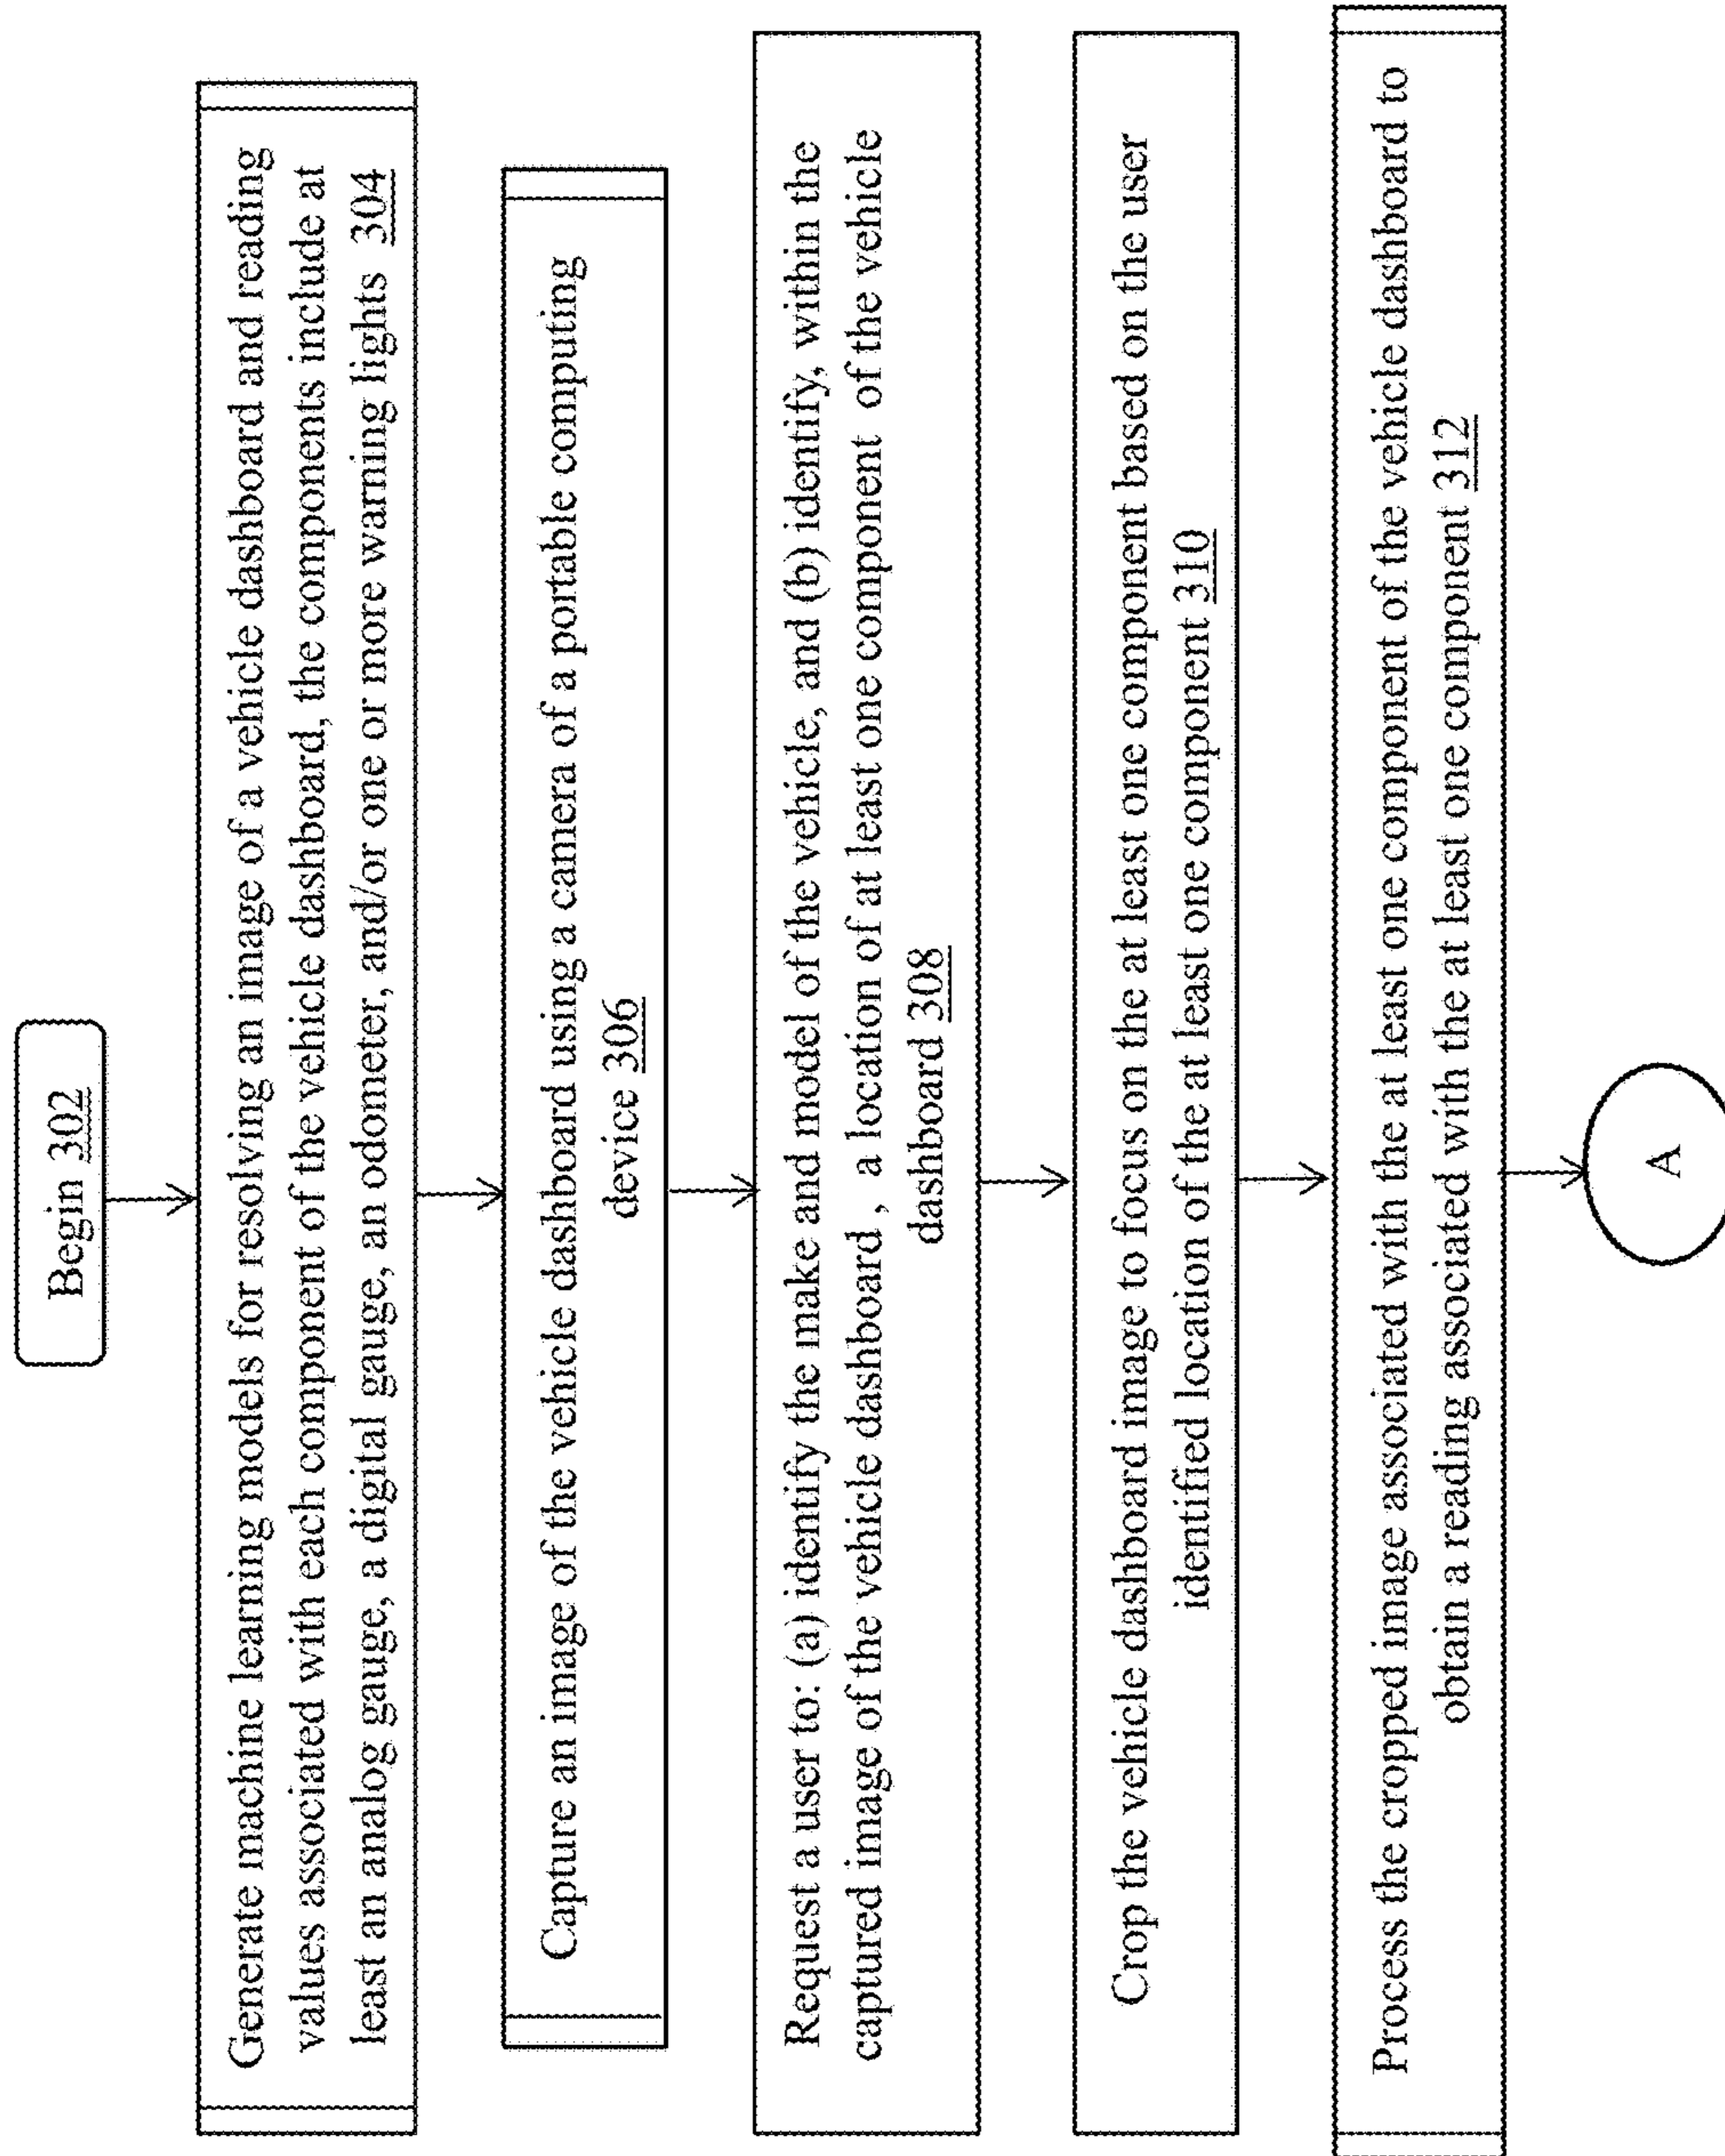 Begin 302
Generate machine learning models for resolving an image of a vehicle dashboard and reading
values associated with each component of the vehicle dashboard, the components include at
least an analog gauge, a digital gauge, an odometer, and/or one or more warning lights 304
Capture an image of the vehicle dashboard using a camera of a portable computing
device 306
Request a user to: (a) identify the make and model of the vehicle, and (b) identify, within the
captured image of the vehicle dashboard , a location of at least one component of the vehicle
dashboard 308
Crop the vehicle dashboard image to focus on the at least one component based on the user
identified location of the at least one component 310
Process the cropped image associated with the at least one component of the vehicle dashboard to
obtain a reading associated with the at least one component 312
A